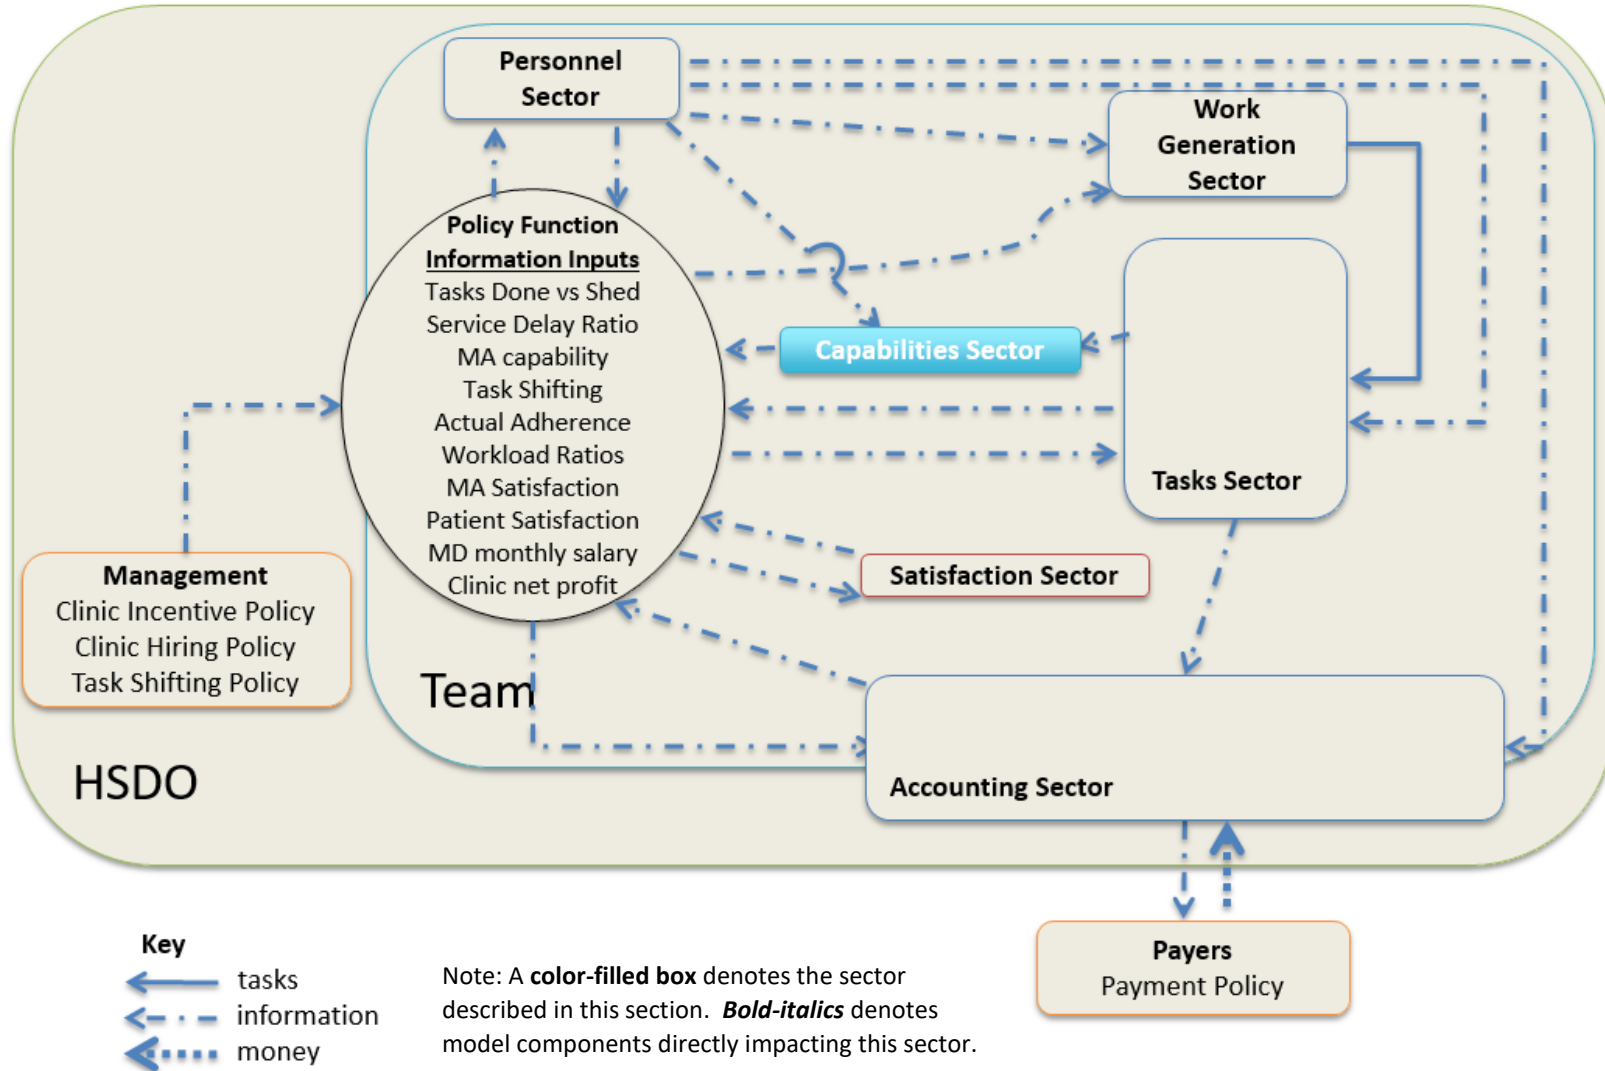 Personnel
Sector
Work
Generation
Sector
Policy Function
Information Inputs
Tasks Done vs Shed
Service Delay Ratio
MA capability
Task Shifting
Actual Adherence
Workload Ratios
MA Satisfaction
Patient Satisfaction
MD monthly salary
Clinic net profit
Capabilities Sector
Tasks Sector
Satisfaction Sector
Management
Clinic Incentive Policy
Clinic Hiring Policy
Task Shifting Policy
Team
HSDO
Accounting Sector
Payers
Payment Policy
Key
tasks
information
money
Note: A color-filled box denotes the sector
described in this section. Bold-italics denotes
model components directly impacting this sector.